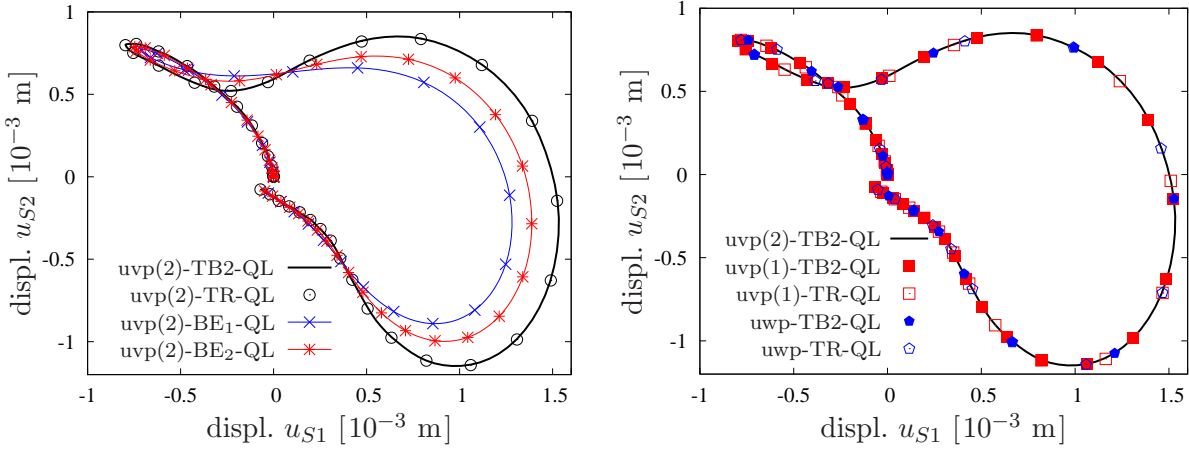 1
0.5
0
-0.5
-1
displ. u_{S2} [10^{-3} m]
uvp(2)-TB2-QL
uvp(2)-TR-QL
uvp(2)-BE_1-QL
uvp(2)-BE_2-QL
-1 -0.5 0 0.5 1 1.5
displ. u_{S1} [10^{-3} m]
1
0.5
0
-0.5
-1
displ. u_{S2} [10^{-3} m]
uvp(2)-TB2-QL
uvp(1)-TB2-QL
uvp(1)-TR-QL
uwp-TB2-QL
uwp-TR-QL
-1 -0.5 0 0.5 1 1.5
displ. u_{S1} [10^{-3} m]